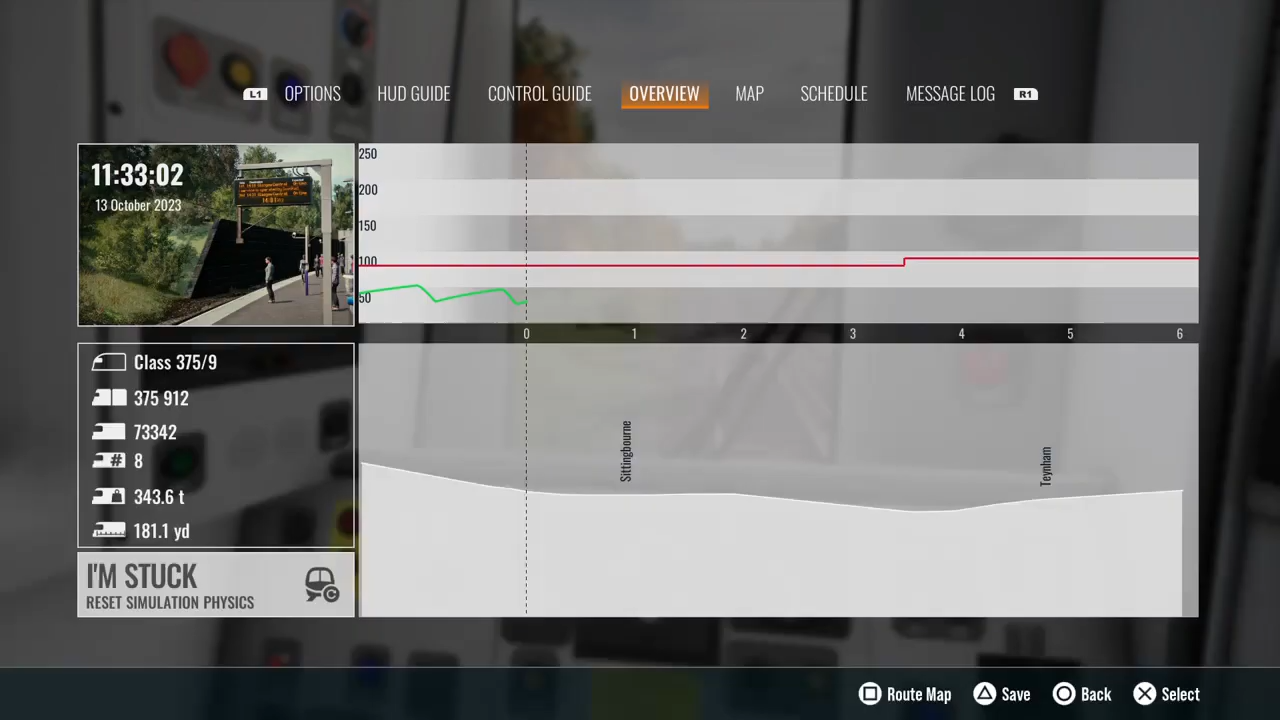 L1 OPTIONS HUD GUIDE CONTROL GUIDE OVERVIEW MAP SCHEDULE MESSAGE LOG R1
11:33:02
13 October 2023
250
200
150
100
50
0 1 2 3 4 5 6
Class 375/9
375 912
73342
# 8
343.6 t
181.1 yd
Sittingbourne
Teynham
I'M STUCK
RESET SIMULATION PHYSICS
Route Map Save Back Select